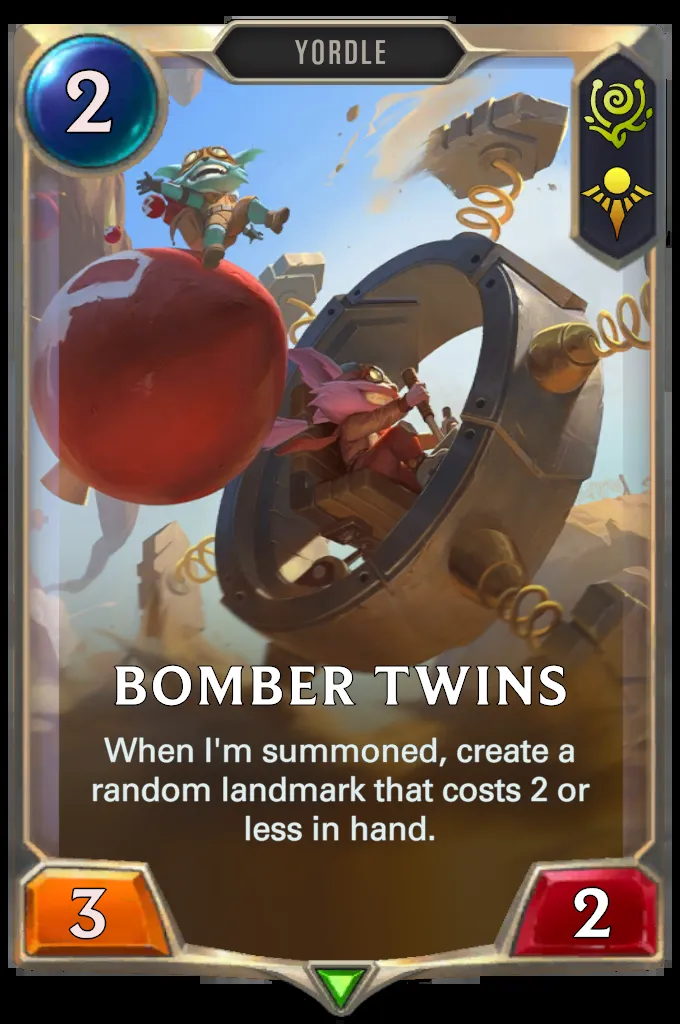 YORDLE
2
BOMBER TWINS
When I'm summoned, create a
random landmark that costs 2 or
less in hand.
3
2